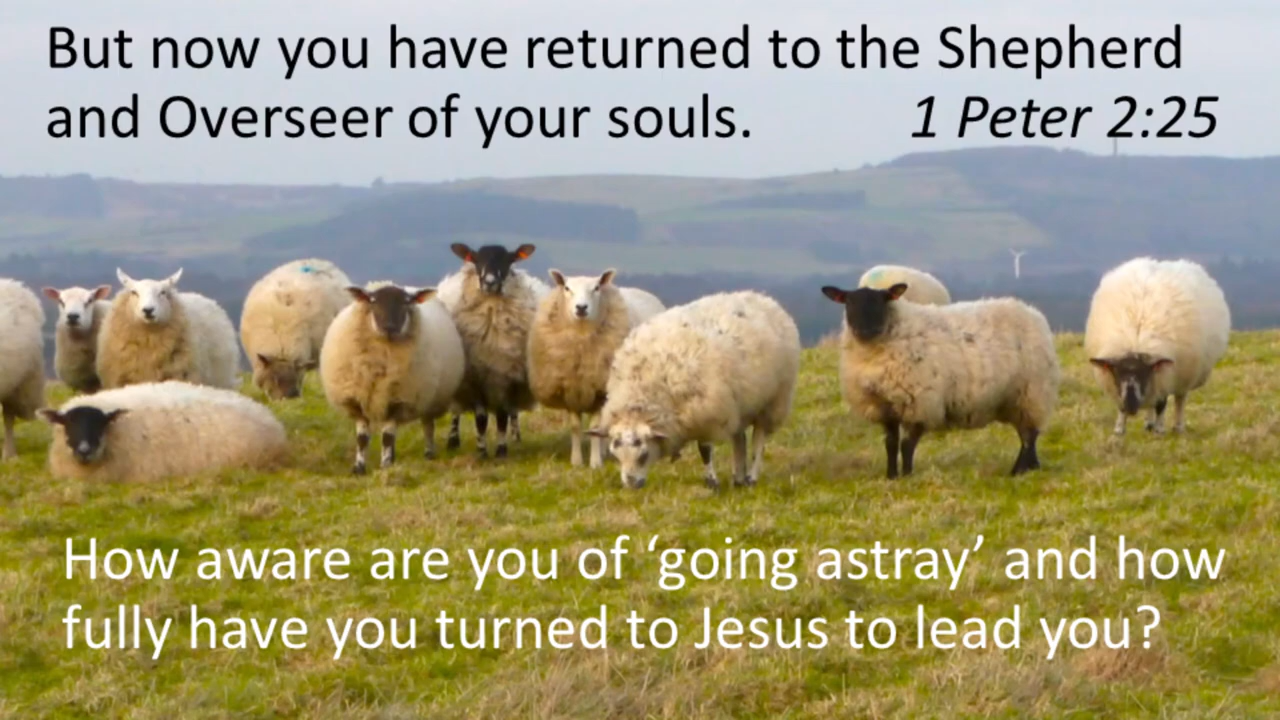 But now you have returned to the Shepherd
and Overseer of your souls. 1 Peter 2:25
How aware are you of ‘going astray’ and how
fully have you turned to Jesus to lead you?